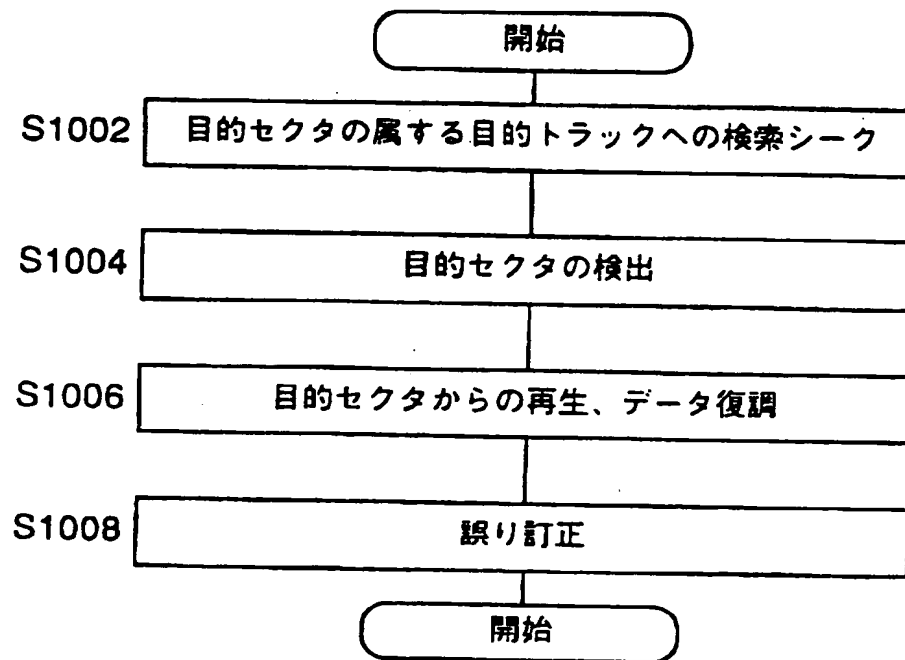 開始
S1002 目的セクタの属する目的トラックへの検索シーク
S1004 目的セクタの検出
S1006 目的セクタからの再生、データ復調
S1008 誤り訂正
開始